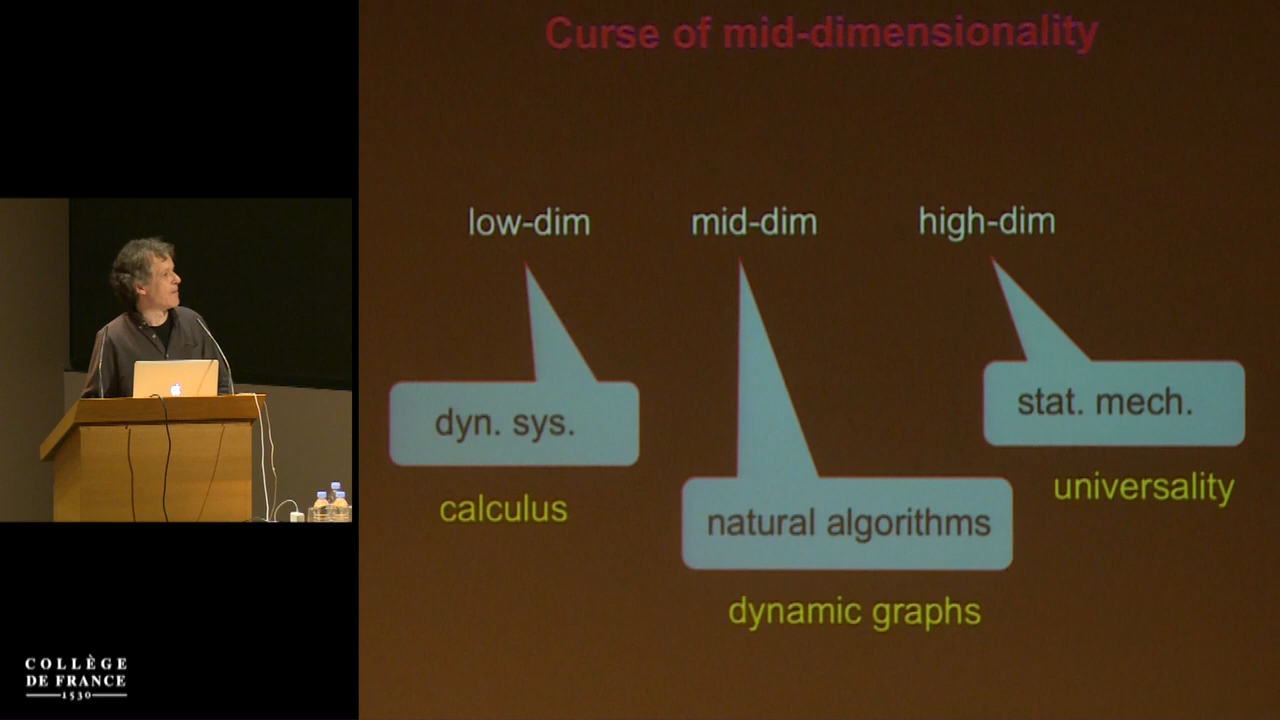 Curse of mid-dimensionality
low-dim
mid-dim
high-dim
dyn. sys.
stat. mech.
calculus
universality
natural algorithms
dynamic graphs
COLLÈGE
DE FRANCE
1530